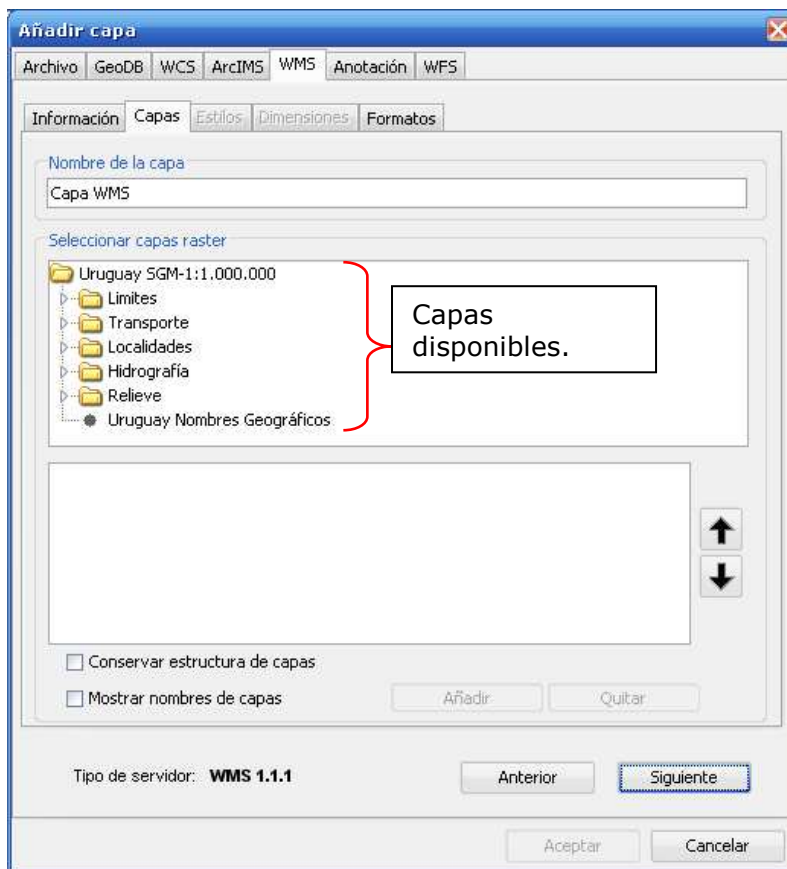 Añadir capa
Archivo GeoDB WCS ArcIMS WMS Anotación WFS
Información Capas Estilos Dimensiones Formatos
Nombre de la capa
Capa WMS
Seleccionar capas raster
Uruguay SGM-1:1.000.000
Limites
Transporte
Localidades
Hidrografía
Relieve
Uruguay Nombres Geográficos
Capas
disponibles.
Conservar estructura de capas
Mostrar nombres de capas Añadir Quitar
Tipo de servidor: WMS 1.1.1 Anterior Siguiente
Aceptar Cancelar